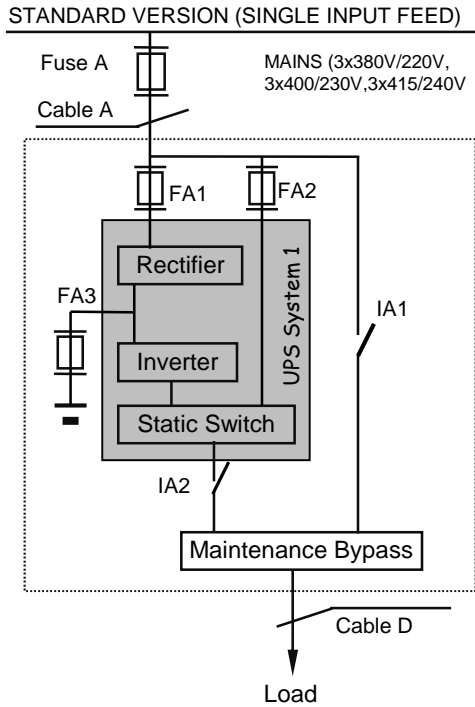 STANDARD VERSION (SINGLE INPUT FEED)
Fuse A
MAINS (3x380V/220V,
3x400/230V,3x415/240V
Cable A
FA1
FA2
Rectifier
UPS System 1
FA3
IA1
Inverter
Static Switch
IA2
Maintenance Bypass
Cable D
Load